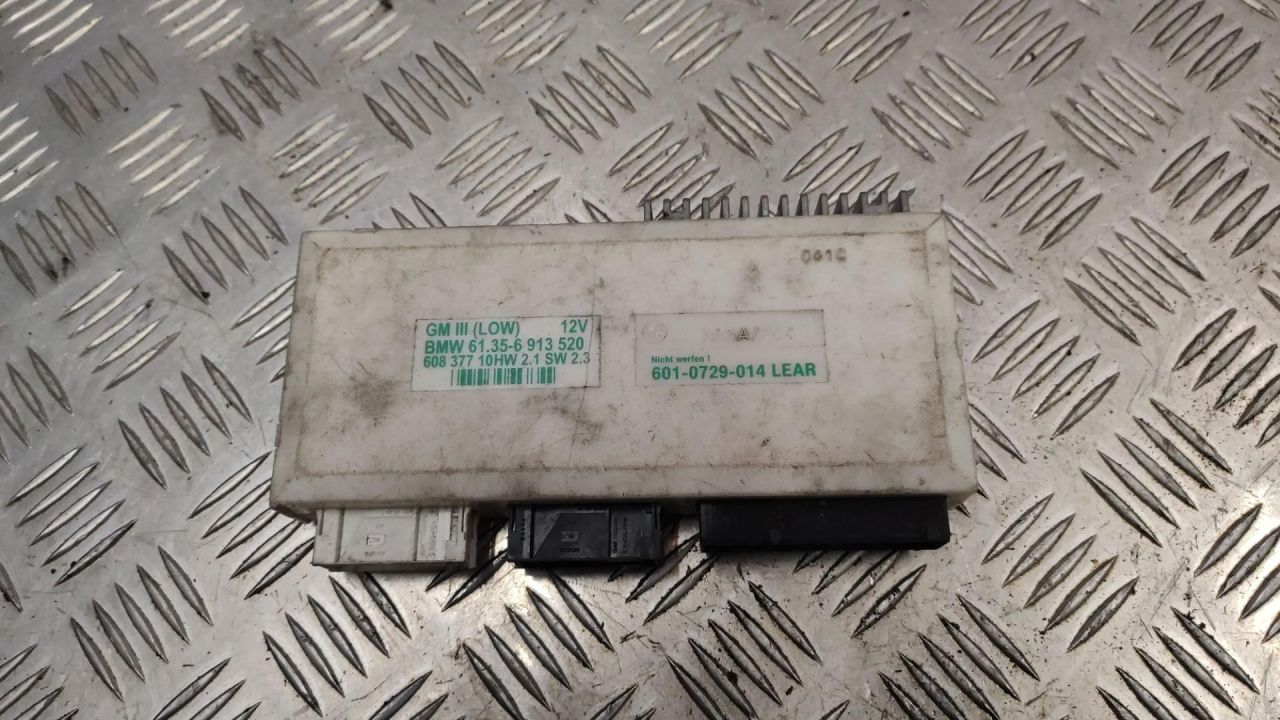 GM III (LOW) 12V
BMW 61.35-6 913 520
608 377 10HW 2.1 SW 2.3
Nicht werfen !
601-0729-014 LEAR